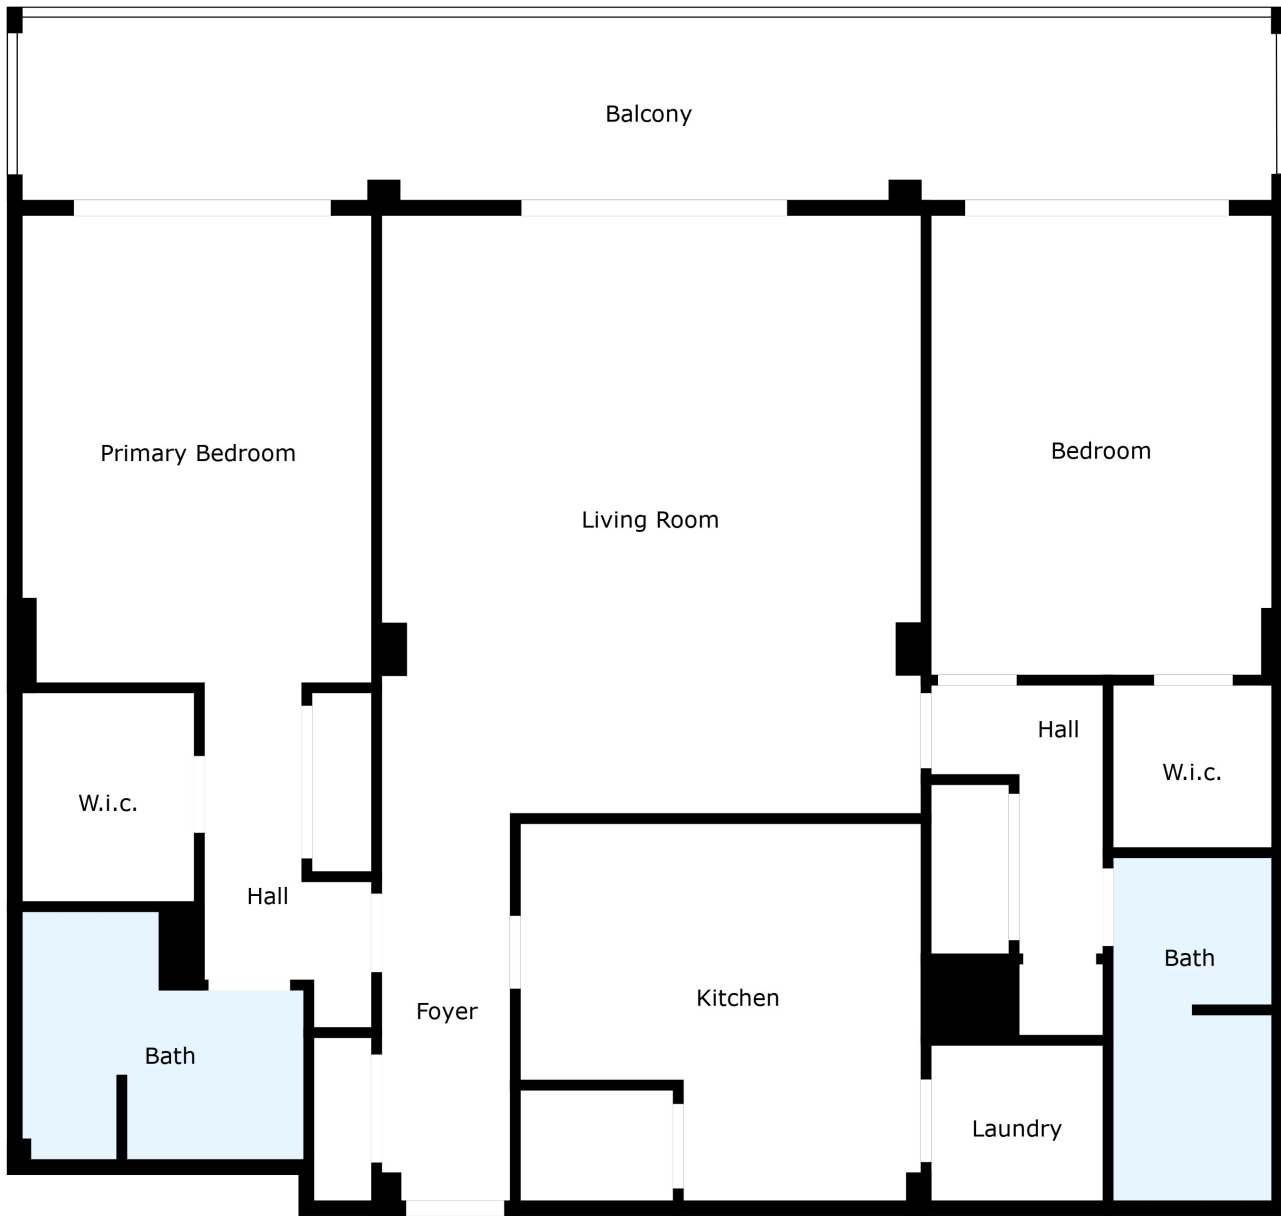 Balcony
Primary Bedroom
Bedroom
Living Room
Hall
W.i.c.
W.i.c.
Hall
Bath
Kitchen
Foyer
Bath
Laundry